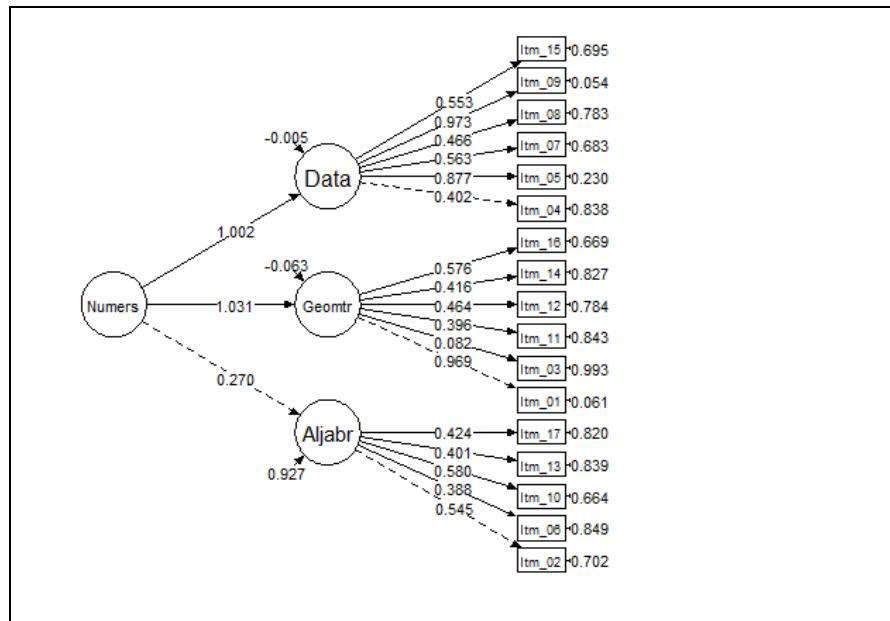 Itm_15 0.695
0.553
Itm_09 0.054
0.973
Itm_08 0.783
0.466
-0.005
Itm_07 0.683
0.563
Data
Itm_05 0.230
0.877
0.402
Itm_04 0.838
1.002
Itm_16 0.669
-0.063
0.576
Itm_14 0.827
0.416
Numers
1.031
Geomtr
0.464
Itm_12 0.784
0.396
Itm_11 0.843
0.082
Itm_03 0.993
0.969
0.270
Itm_01 0.061
Aljabr
0.424
Itm_17 0.820
0.401
Itm_13 0.839
0.580
0.927
0.388
Itm_10 0.664
0.545
Itm_06 0.849
Itm_02 0.702